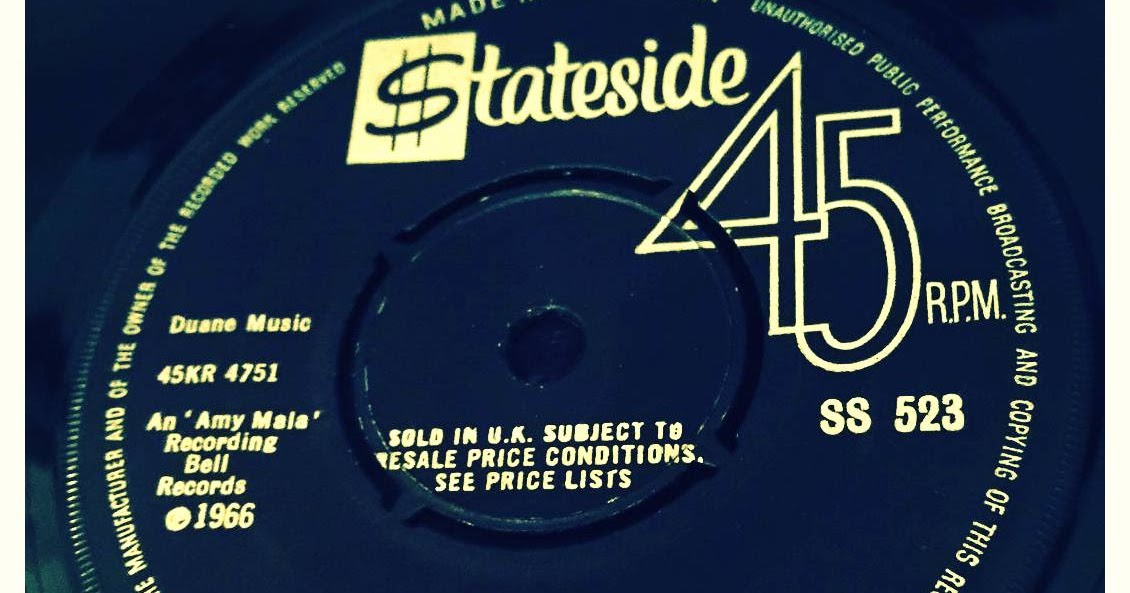 MADE
UNAUTHORISED PUBLIC PERFORMANCE BROADCASTING AND COPYING OF THIS
THE MANUFACTURER AND OF THE OWNER OF THE RECORDED WORK RESERVED
$tateside
45
R.P.M.
Duane Music
45KR 4751
SS 523
An 'Amy Mala'
Recording
Bell
Records
℗1966
SOLD IN U.K. SUBJECT TO
RESALE PRICE CONDITIONS.
SEE PRICE LISTS